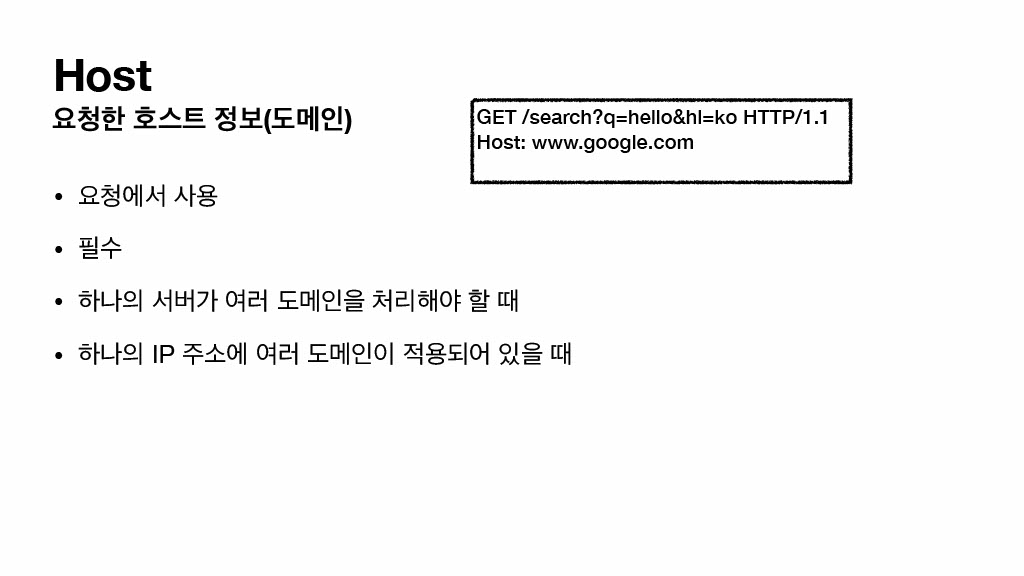 Host
요청한 호스트 정보(도메인)
GET /search?q=hello&hl=ko HTTP/1.1
Host: www.google.com
• 요청에서 사용
• 필수
• 하나의 서버가 여러 도메인을 처리해야 할 때
• 하나의 IP 주소에 여러 도메인이 적용되어 있을 때